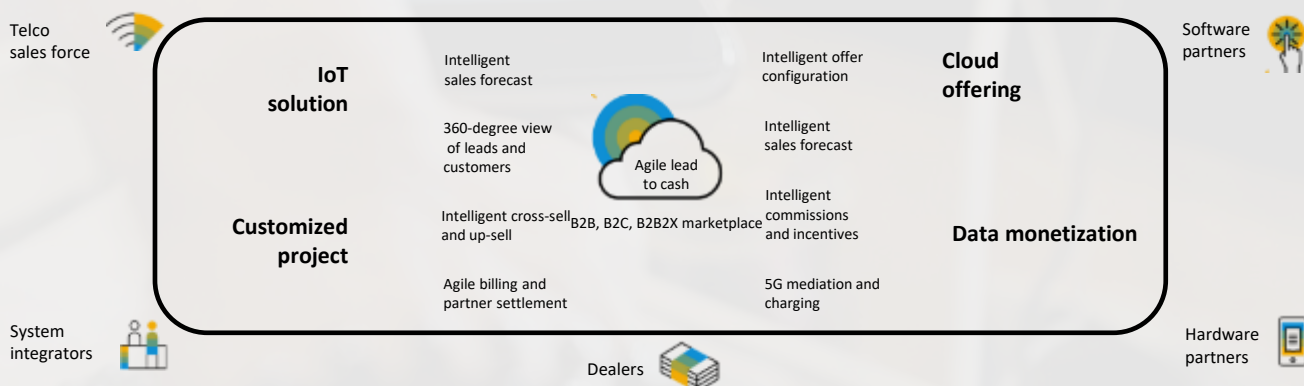 Telco
sales force
Software
partners
IoT
solution
Intelligent
sales forecast
360-degree view
of leads and
customers
Agile lead
to cash
Intelligent offer
configuration
Intelligent
sales forecast
Cloud
offering
Customized
project
Intelligent cross-sell
and up-sell
B2B, B2C, B2B2X marketplace
Intelligent
commissions
and incentives
Data monetization
Agile billing and
partner settlement
5G mediation and
charging
System
integrators
Dealers
Hardware
partners